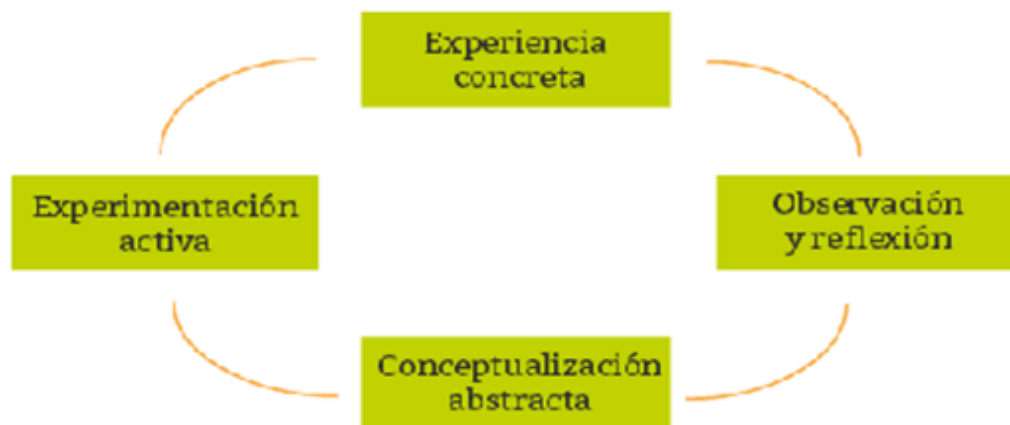 Experiencia
concreta
Experimentación
activa
Observación
y reflexión
Conceptualización
abstracta